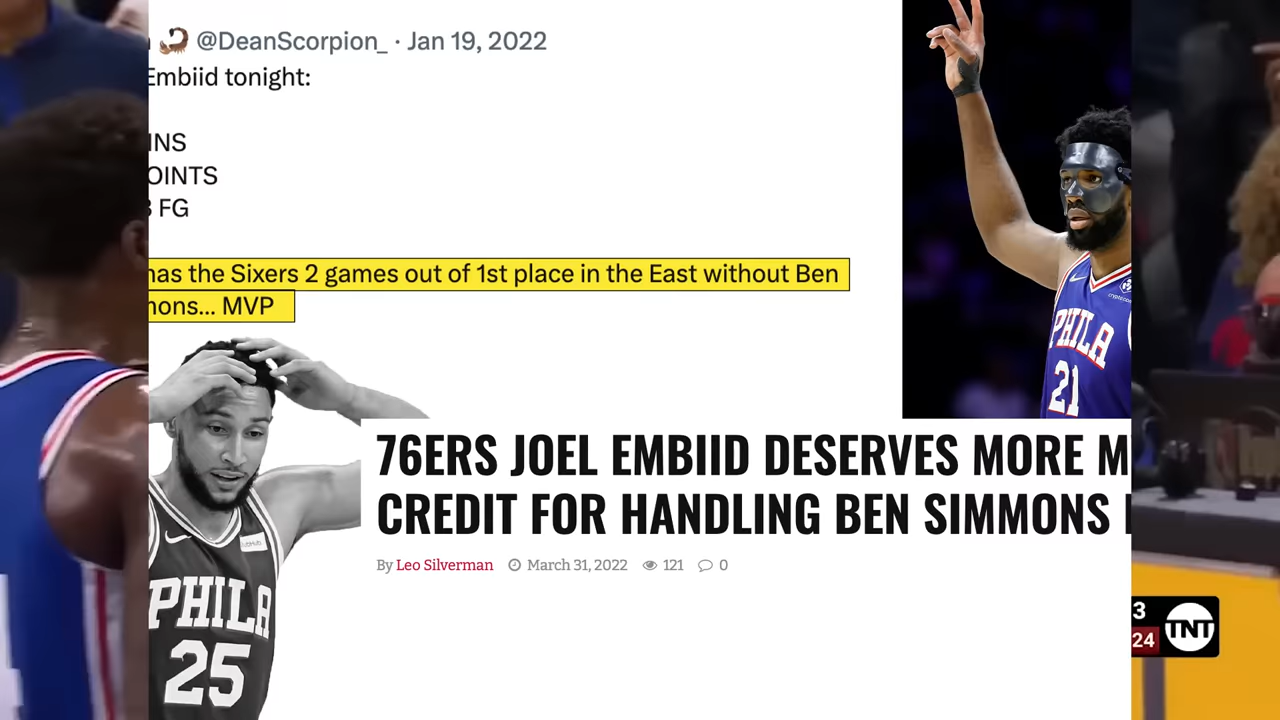 @DeanScorpion_ · Jan 19, 2022
Embiid tonight:
OINTS
FG
has the Sixers 2 games out of 1st place in the East without Ben
mons... MVP
PHILA
21
76ERS JOEL EMBIID DESERVES MORE M
CREDIT FOR HANDLING BEN SIMMONS
By Leo Silverman March 31, 2022 121 0
PHILA
25
3
24 TNT